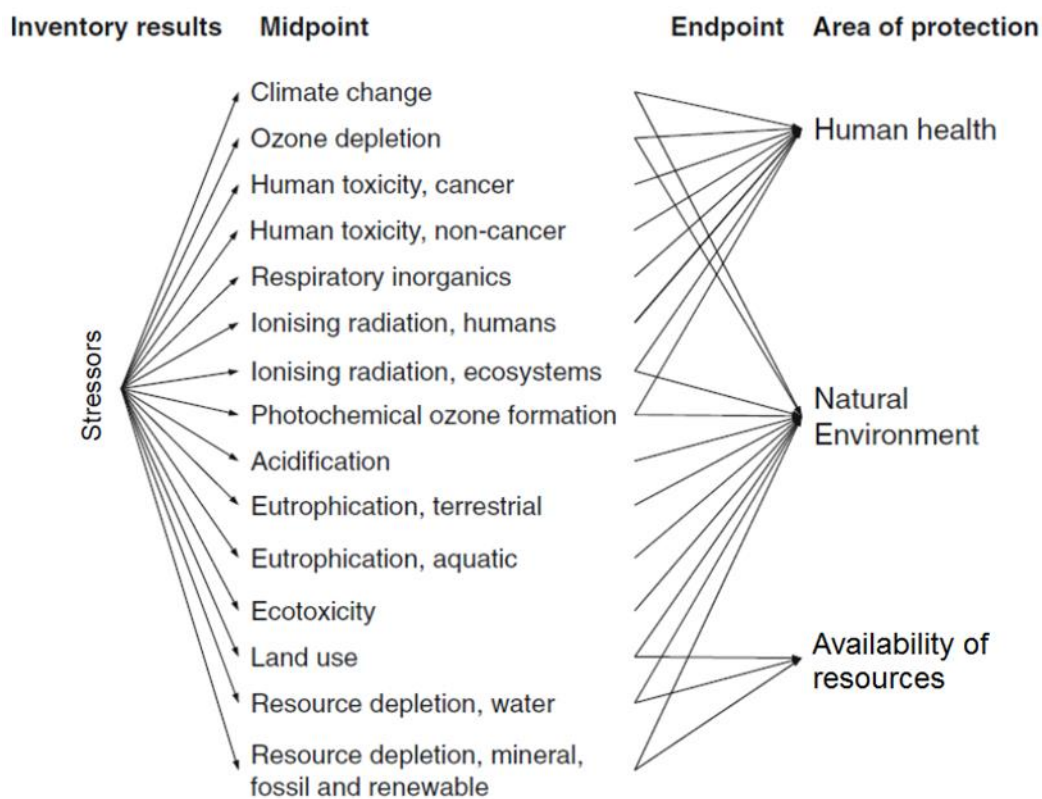 Inventory results Midpoint Endpoint Area of protection
Climate change
Human health
Ozone depletion
Human toxicity, cancer
Human toxicity, non-cancer
Respiratory inorganics
Ionising radiation, humans
Stressors
Ionising radiation, ecosystems
Natural
Environment
Photochemical ozone formation
Acidification
Eutrophication, terrestrial
Eutrophication, aquatic
Ecotoxicity
Land use
Availability of
resources
Resource depletion, water
Resource depletion, mineral,
fossil and renewable